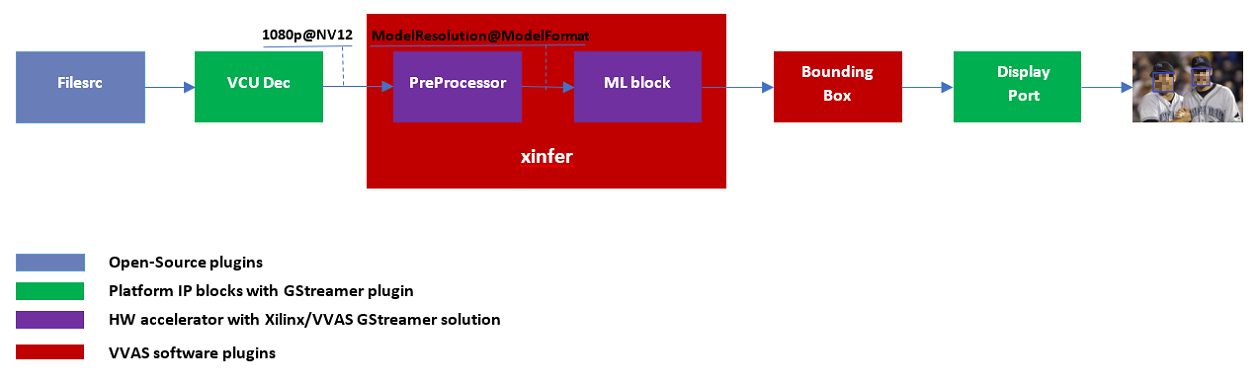 1080p@NV12
ModelResolution@ModelFormat
Filesrc
VCU Dec
PreProcessor
ML block
Bounding
Box
Display
Port
xinfer
Open-Source plugins
Platform IP blocks with GStreamer plugin
HW accelerator with Xilinx/VVAS GStreamer solution
VVAS software plugins